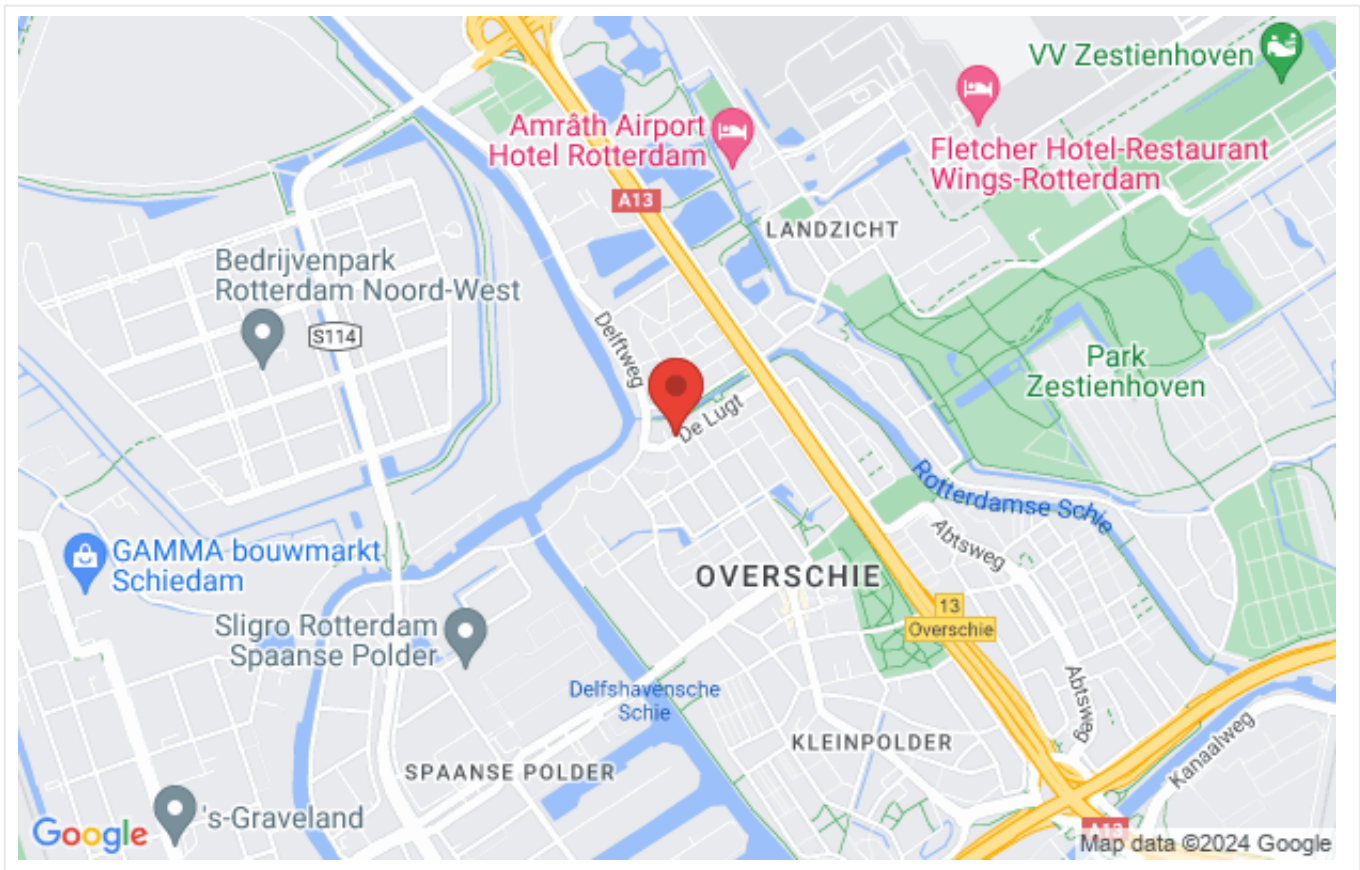 VV Zestienhoven
Amrâth Airport
Hotel Rotterdam
Fletcher Hotel-Restaurant
Wings-Rotterdam
A13
LANDZICHT
Bedrijvenpark
Rotterdam Noord-West
S114
Delftweg
Park
Zestienhoven
De Lugt
Rotterdamse Schie
Abtsweg
GAMMA bouwmarkt
Schiedam
OVERSCHIE
13
Overschie
Sligro Rotterdam
Spaanse Polder
Delfshavensche
Schie
Abtsweg
Kanaalweg
KLEINPOLDER
SPAANSE POLDER
's-Graveland
Google
A13
Map data ©2024 Google